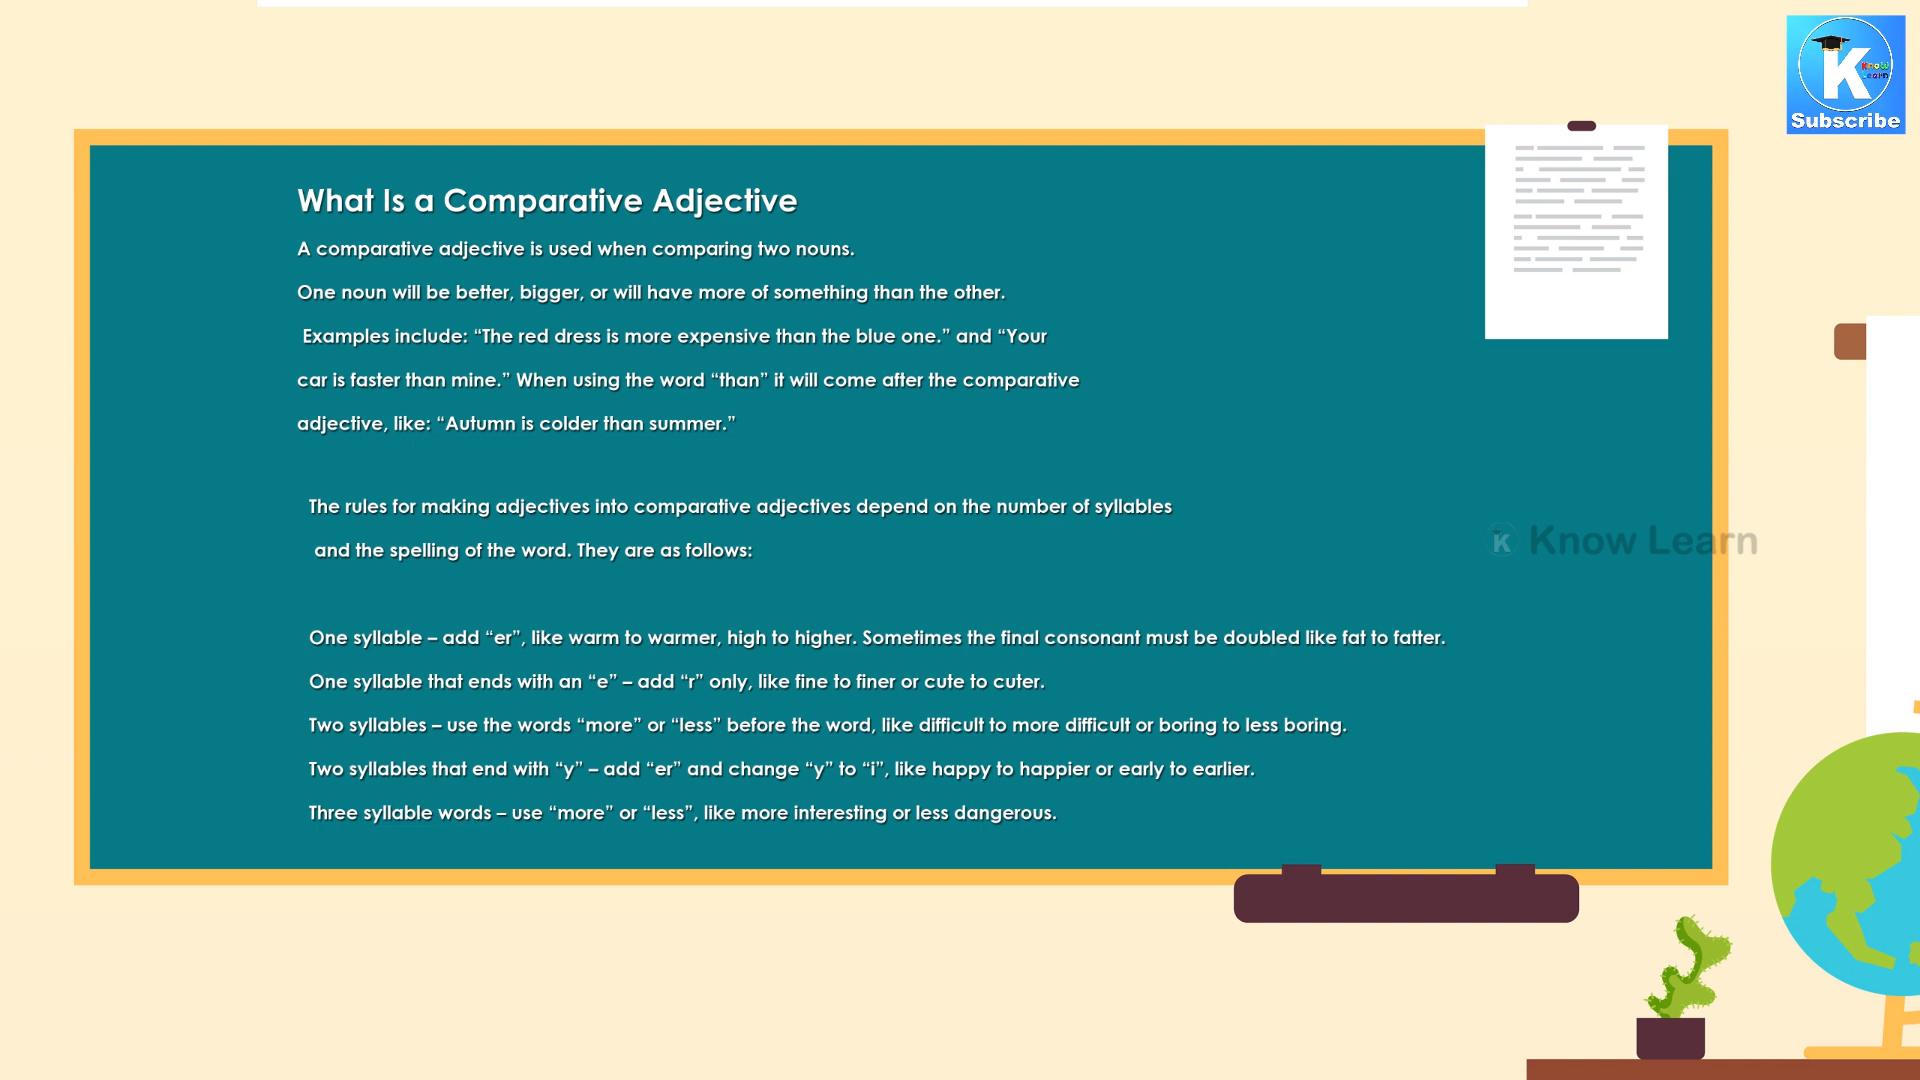 Know
Learn
Subscribe
What Is a Comparative Adjective
A comparative adjective is used when comparing two nouns.
One noun will be better, bigger, or will have more of something than the other.
Examples include: “The red dress is more expensive than the blue one.” and “Your
car is faster than mine.” When using the word “than” it will come after the comparative
adjective, like: “Autumn is colder than summer.”
The rules for making adjectives into comparative adjectives depend on the number of syllables
and the spelling of the word. They are as follows:
K Know Learn
One syllable – add “er”, like warm to warmer, high to higher. Sometimes the final consonant must be doubled like fat to fatter.
One syllable that ends with an “e” – add “r” only, like fine to finer or cute to cuter.
Two syllables – use the words “more” or “less” before the word, like difficult to more difficult or boring to less boring.
Two syllables that end with “y” – add “er” and change “y” to “i”, like happy to happier or early to earlier.
Three syllable words – use “more” or “less”, like more interesting or less dangerous.